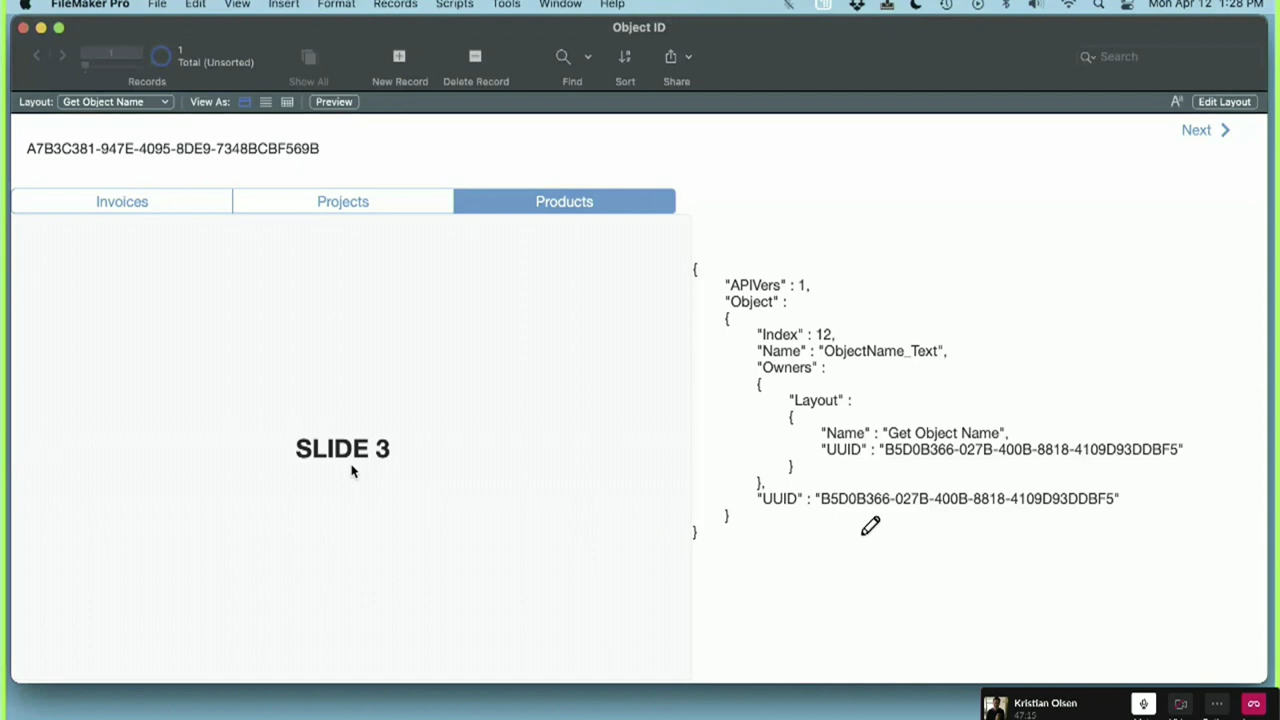 FileMaker Pro File Edit View Insert Format Records Scripts Tools Window Help Mon Apr 12 1:28 PM
Object ID
1
1
Total (Unsorted)
Search
Records Show All New Record Delete Record Find Sort Share
Layout: Get Object Name View As: Preview Edit Layout
Next
A7B3C381-947E-4095-8DE9-7348BCBF569B
Invoices Projects Products
{
"APIVers" : 1,
"Object" :
{
"Index" : 12,
"Name" : "ObjectName_Text",
"Owners" :
{
"Layout" :
{
"Name" : "Get Object Name",
"UUID" : "B5D0B366-027B-400B-8818-4109D93DDBF5"
}
},
"UUID" : "B5D0B366-027B-400B-8818-4109D93DDBF5"
}
}
SLIDE 3
Kristian Olsen
47:15